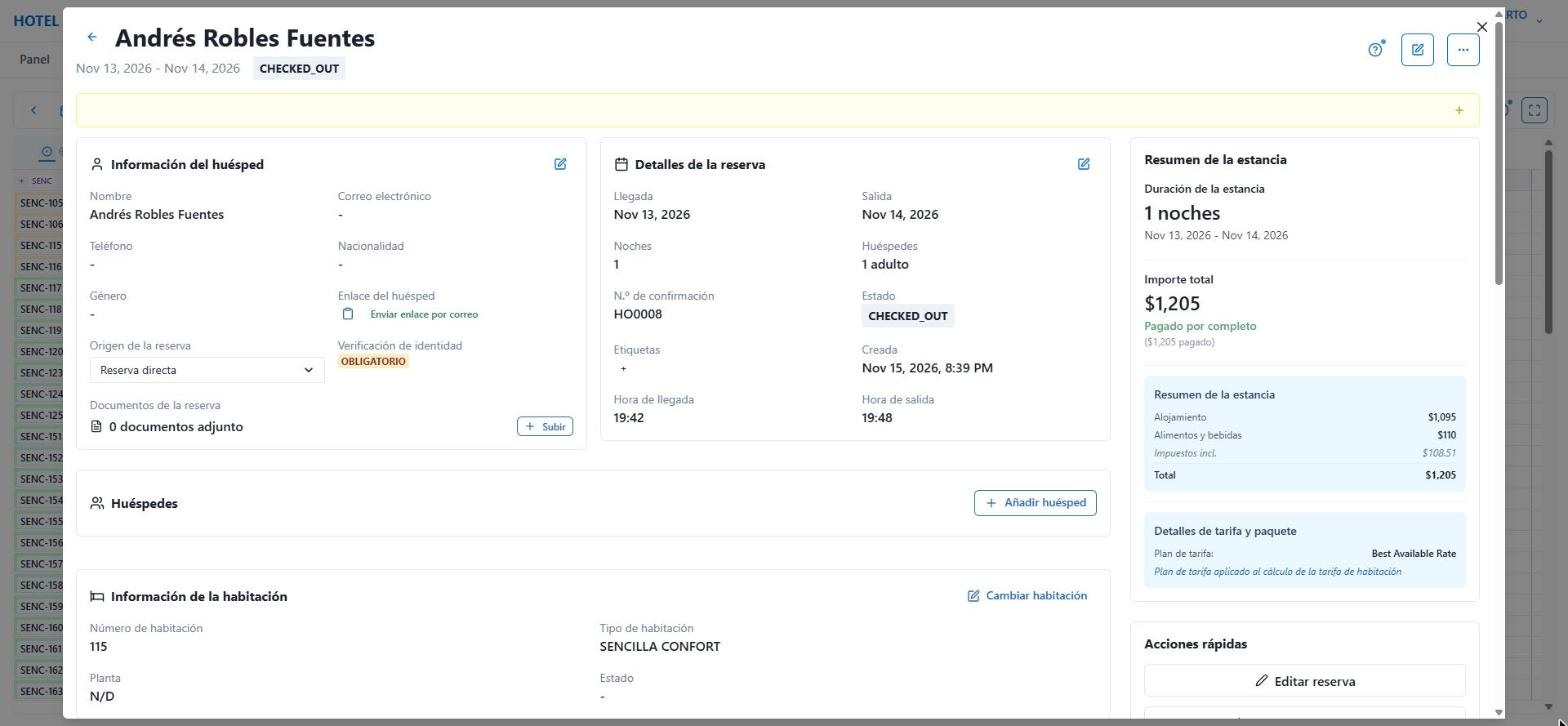 HOTEL
RTO
Panel
Andrés Robles Fuentes
Nov 13, 2026 - Nov 14, 2026
CHECKED_OUT
Información del huésped
Nombre
Andrés Robles Fuentes
Correo electrónico
-
Teléfono
-
Nacionalidad
-
Género
-
Enlace del huésped
Enviar enlace por correo
Origen de la reserva
Reserva directa
Verificación de identidad
OBLIGATORIO
Documentos de la reserva
0 documentos adjunto
+ Subir
Detalles de la reserva
Llegada
Nov 13, 2026
Salida
Nov 14, 2026
Noches
1
Huéspedes
1 adulto
N.º de confirmación
HO0008
Estado
CHECKED_OUT
Etiquetas
+
Creada
Nov 15, 2026, 8:39 PM
Hora de llegada
19:42
Hora de salida
19:48
Huéspedes
+ Añadir huésped
Información de la habitación
Cambiar habitación
Número de habitación
115
Tipo de habitación
SENCILLA CONFORT
Planta
N/D
Estado
-
Resumen de la estancia
Duración de la estancia
1 noches
Nov 13, 2026 - Nov 14, 2026
Importe total
$1,205
Pagado por completo
($1,205 pagado)
Resumen de la estancia
Alojamiento $1,095
Alimentos y bebidas $110
Impuestos incl. $108.51
Total $1,205
Detalles de tarifa y paquete
Plan de tarifa: Best Available Rate
Plan de tarifa aplicado al cálculo de la tarifa de habitación
Acciones rápidas
Editar reserva
+ SENC
SENC-105
SENC-106
SENC-115
SENC-116
SENC-117
SENC-118
SENC-119
SENC-120
SENC-123
SENC-124
SENC-125
SENC-151
SENC-152
SENC-153
SENC-154
SENC-155
SENC-156
SENC-157
SENC-158
SENC-159
SENC-160
SENC-161
SENC-162
SENC-163